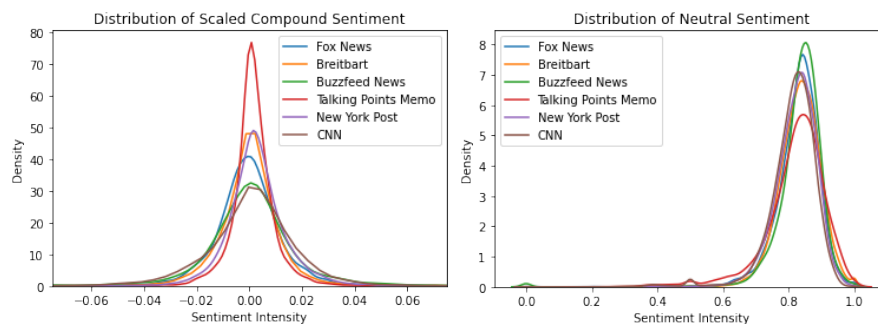 Distribution of Scaled Compound Sentiment
80
70
60
50
40
30
20
10
0
Density
Fox News
Breitbart
Buzzfeed News
Talking Points Memo
New York Post
CNN
−0.06 −0.04 −0.02 0.00 0.02 0.04 0.06
Sentiment Intensity
Distribution of Neutral Sentiment
8
7
6
5
4
3
2
1
0
Density
Fox News
Breitbart
Buzzfeed News
Talking Points Memo
New York Post
CNN
0.0 0.2 0.4 0.6 0.8 1.0
Sentiment Intensity